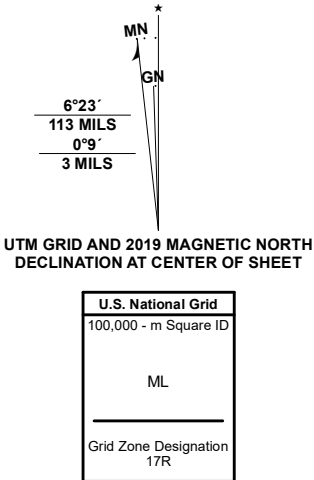 MN
GN
6°23´
113 MILS
0°9´
3 MILS
UTM GRID AND 2019 MAGNETIC NORTH
DECLINATION AT CENTER OF SHEET
U.S. National Grid
100,000 - m Square ID
ML
Grid Zone Designation
17R